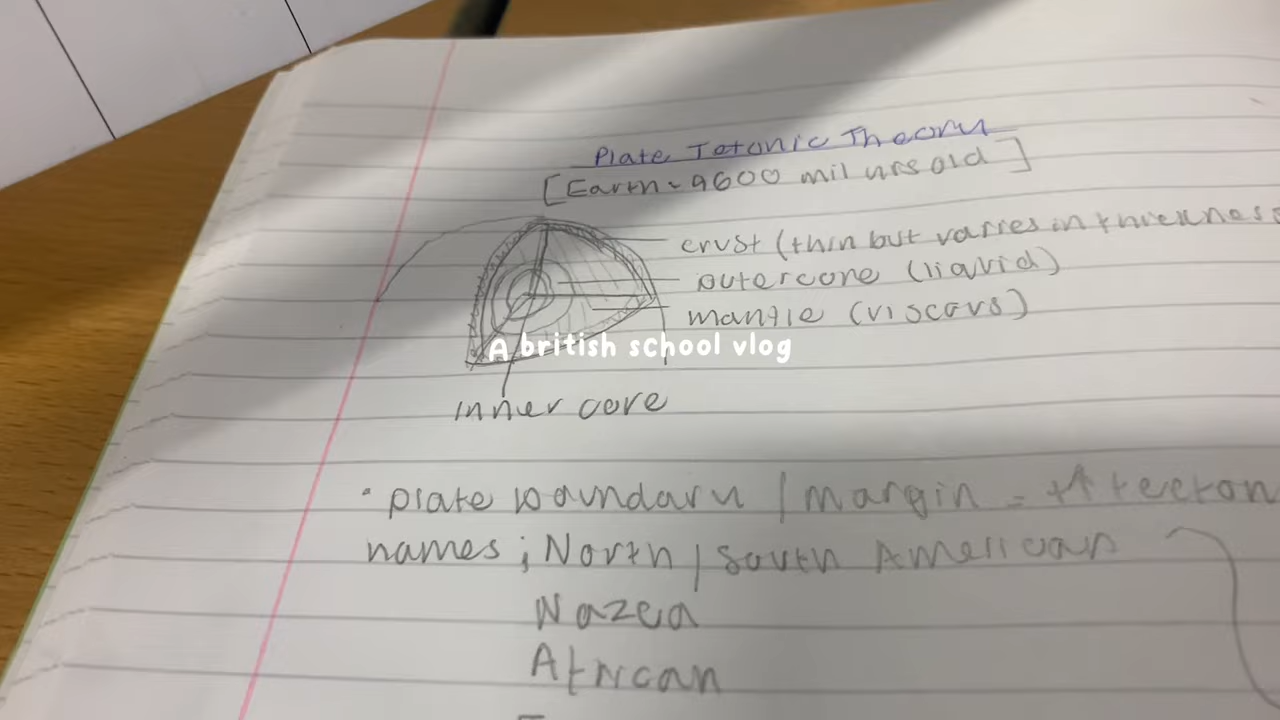 Plate Tetonic Theory
[Earth ~ 4600 mil yrs old]
crust (thin but varies in thickness
outercore (liquid)
mantle (viscous)
A british school vlog
inner core
• plate boundary / margin -
names ; North / South American
Nazca
African